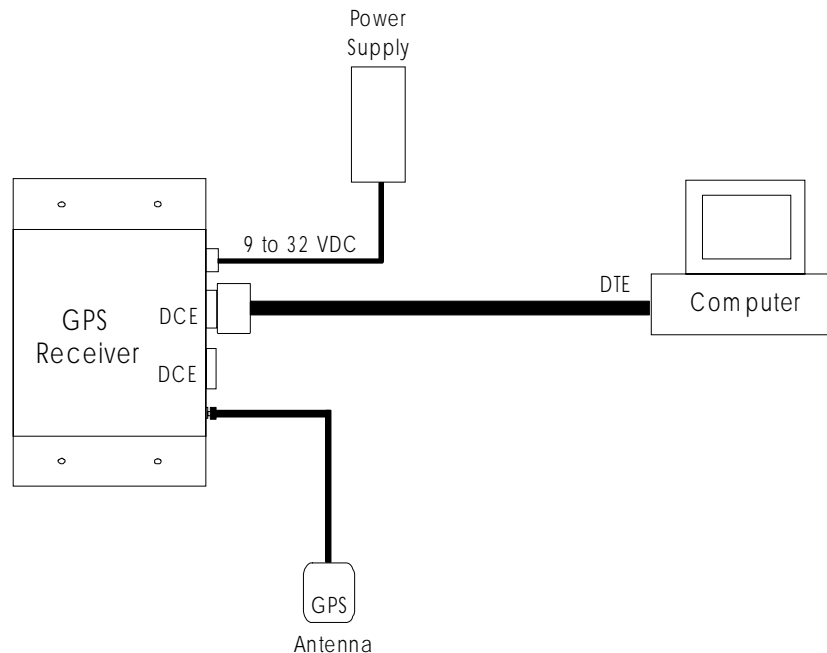 Power
Supply
9 to 32 VDC
DTE
Computer
GPS
Receiver
DCE
DCE
GPS
Antenna